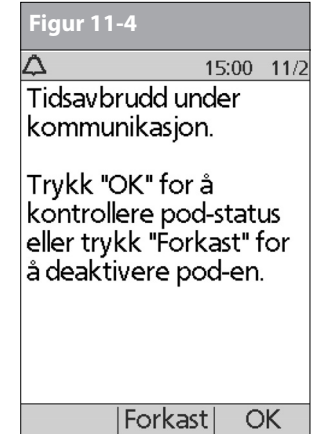 Figur 11-4
15:00 11/2
Tidsavbrudd under
kommunikasjon.
Trykk "OK" for å
kontrollere pod-status
eller trykk "Forkast" for
å deaktivere pod-en.
Forkast OK